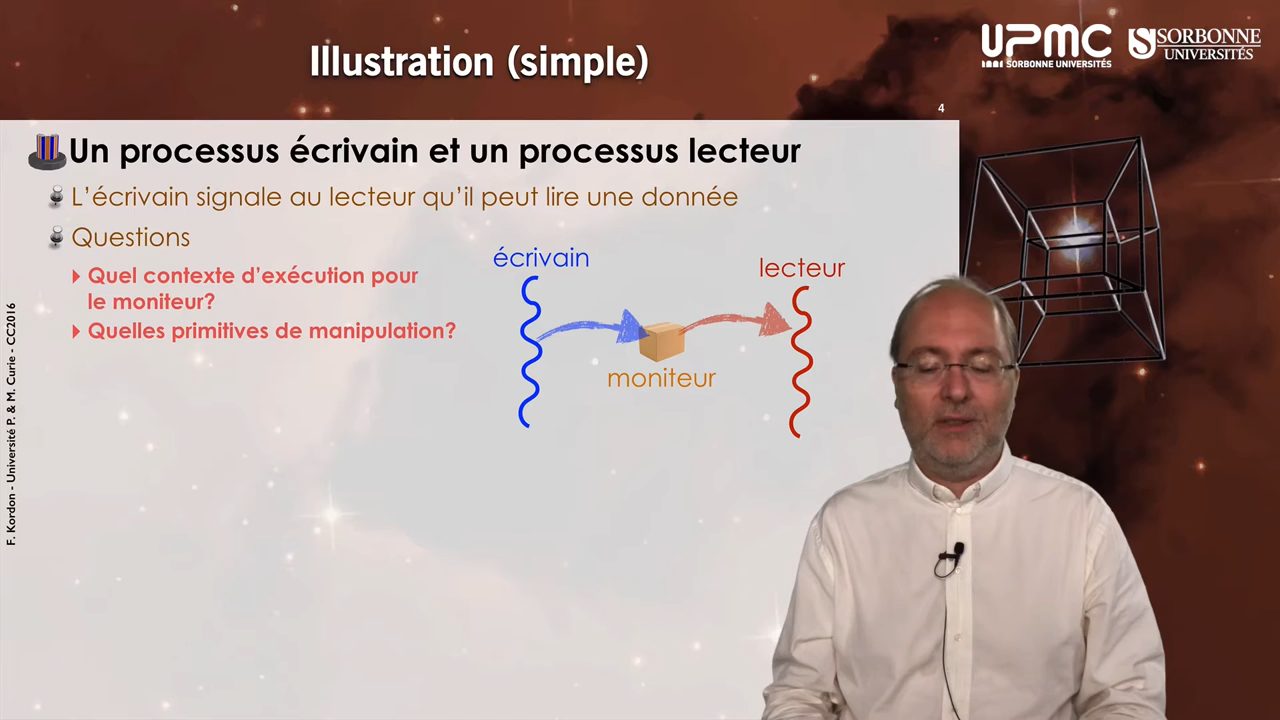 Illustration (simple)
UPMC
SORBONNE UNIVERSITÉS
SORBONNE
UNIVERSITÉS
4
Un processus écrivain et un processus lecteur
L’écrivain signale au lecteur qu’il peut lire une donnée
Questions
Quel contexte d’exécution pour
le moniteur?
Quelles primitives de manipulation?
écrivain
lecteur
moniteur
F. Kordon - Université P. & M. Curie - CC2016